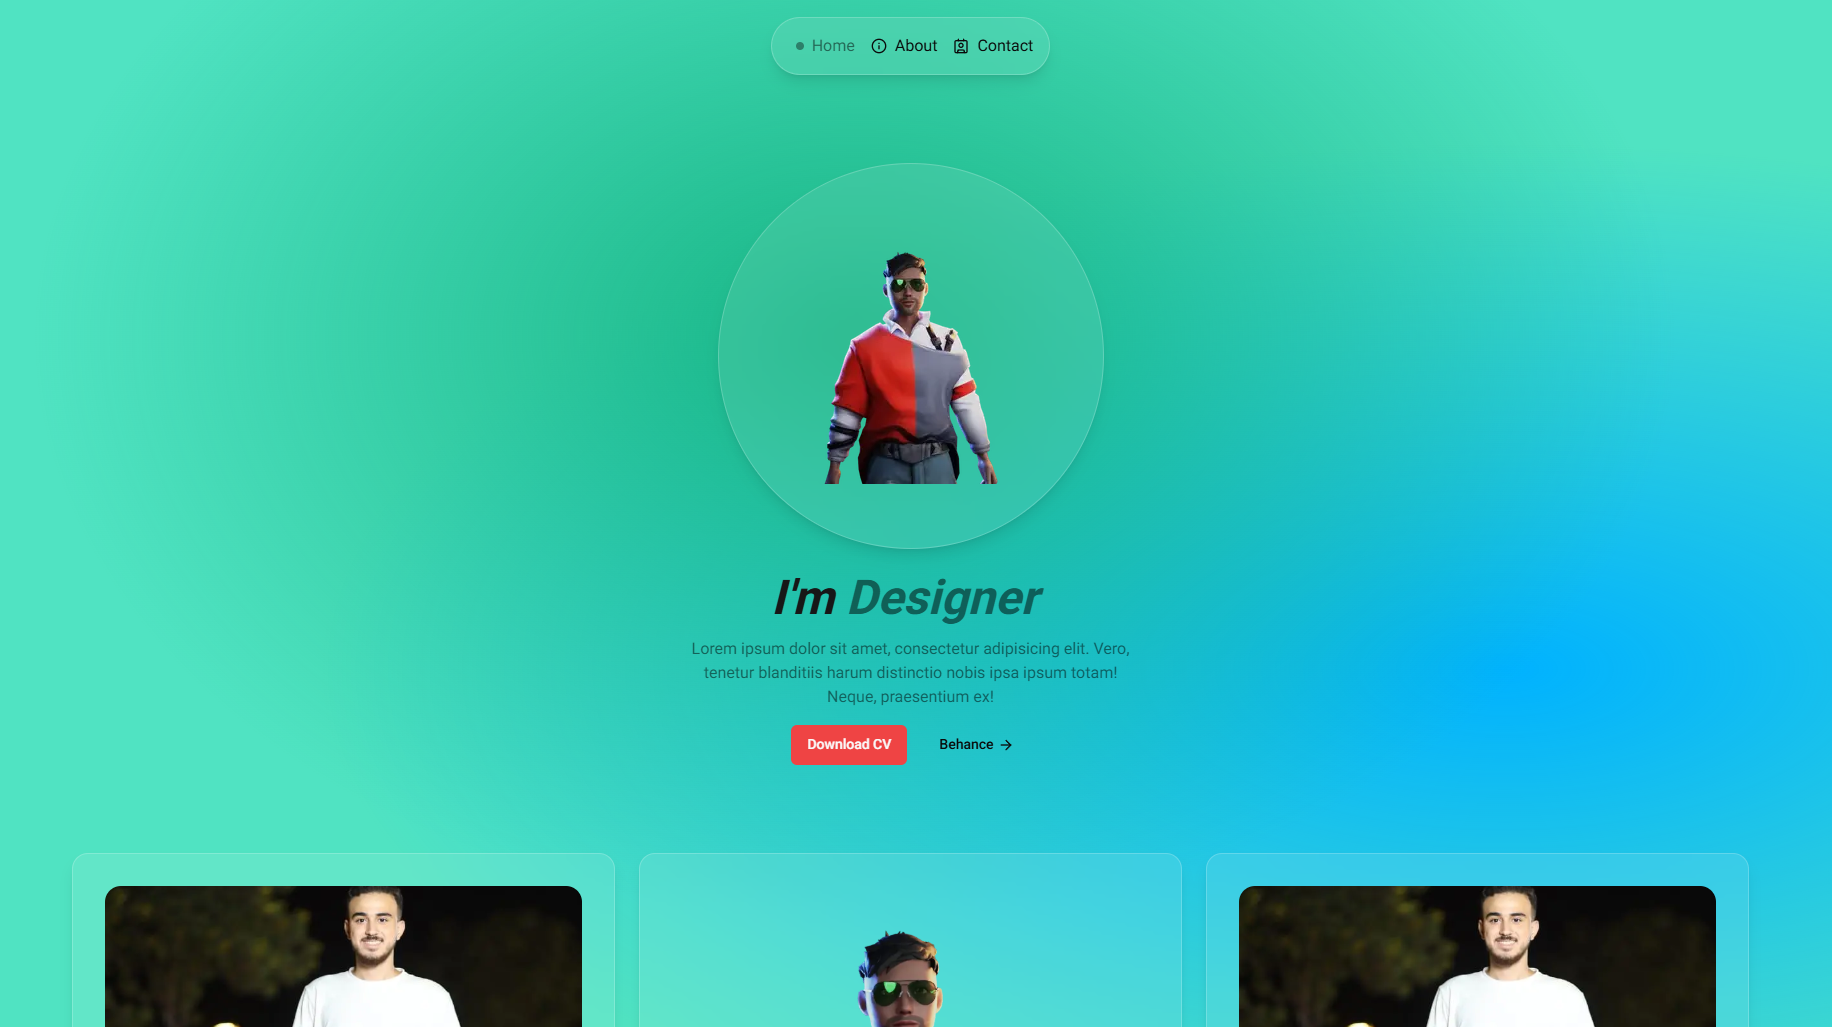 Home About Contact
I'm Designer
Lorem ipsum dolor sit amet, consectetur adipisicing elit. Vero,
tenetur blanditiis harum distinctio nobis ipsa ipsum totam!
Neque, praesentium ex!
Download CV Behance